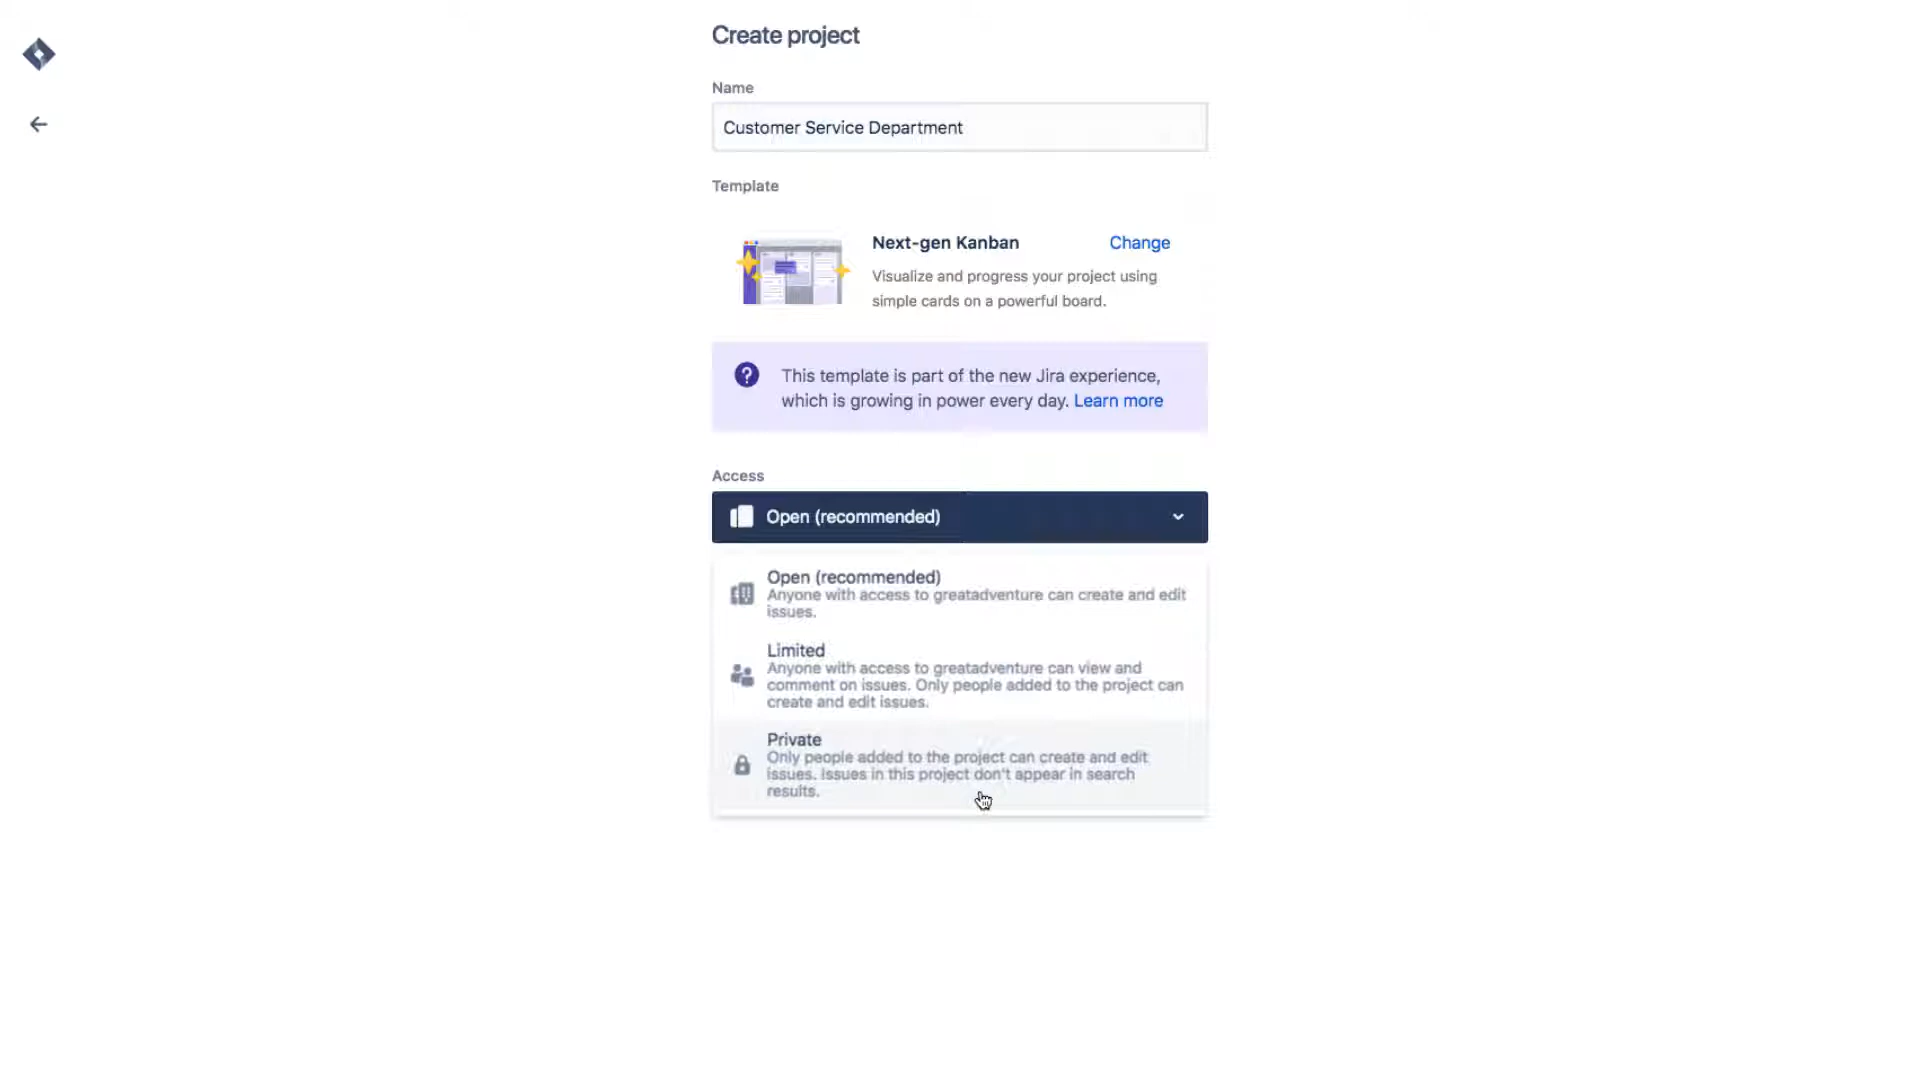 Create project
Name
Customer Service Department
Template
Next-gen Kanban
Change
Visualize and progress your project using
simple cards on a powerful board.
This template is part of the new Jira experience,
which is growing in power every day. Learn more
Access
Open (recommended)
Open (recommended)
Anyone with access to greatadventure can create and edit
issues.
Limited
Anyone with access to greatadventure can view and
comment on issues. Only people added to the project can
create and edit issues.
Private
Only people added to the project can create and edit
issues. Issues in this project don't appear in search
results.